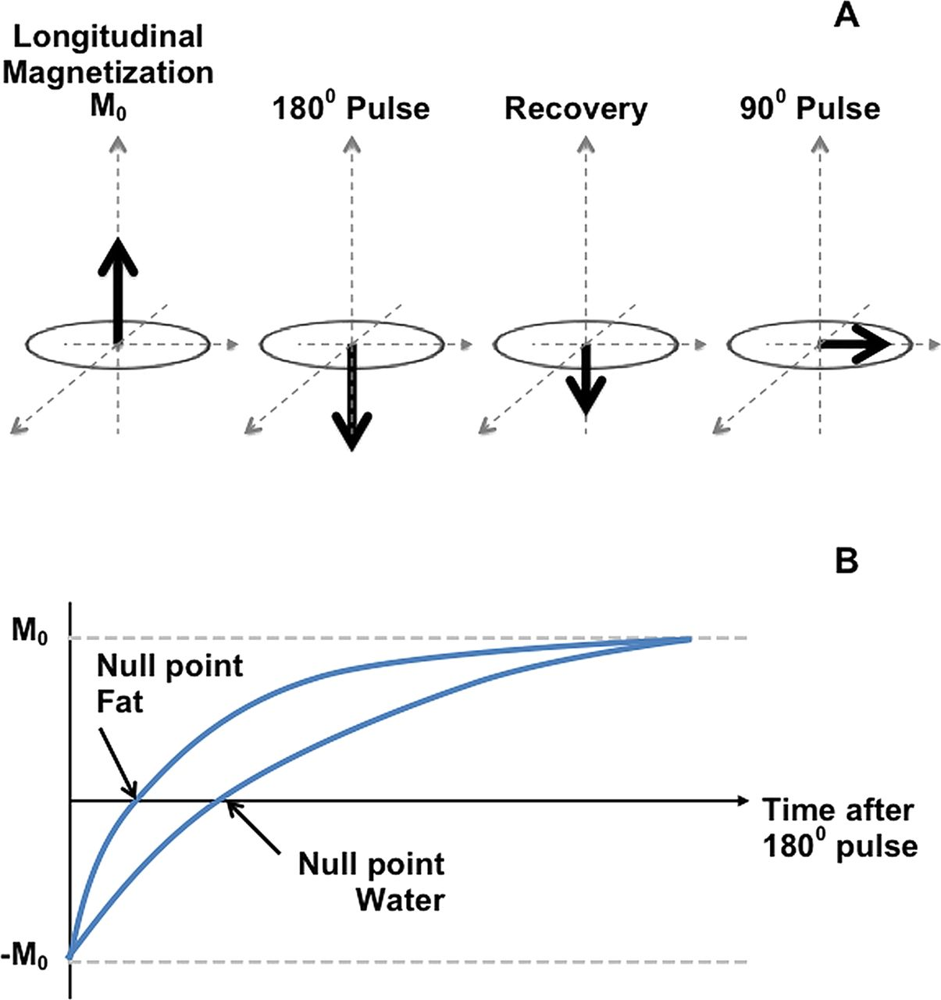 A
Longitudinal
Magnetization
M₀
180⁰ Pulse
Recovery
90⁰ Pulse
B
M₀
Null point
Fat
Time after
180⁰ pulse
Null point
Water
-M₀